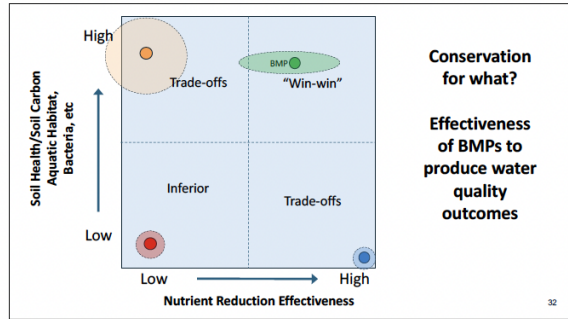 High
Soil Health/Soil Carbon
Aquatic Habitat,
Bacteria, etc
Low
Trade-offs
BMP
“Win-win”
Inferior
Trade-offs
Low
High
Nutrient Reduction Effectiveness
Conservation
for what?
Effectiveness
of BMPs to
produce water
quality
outcomes
32